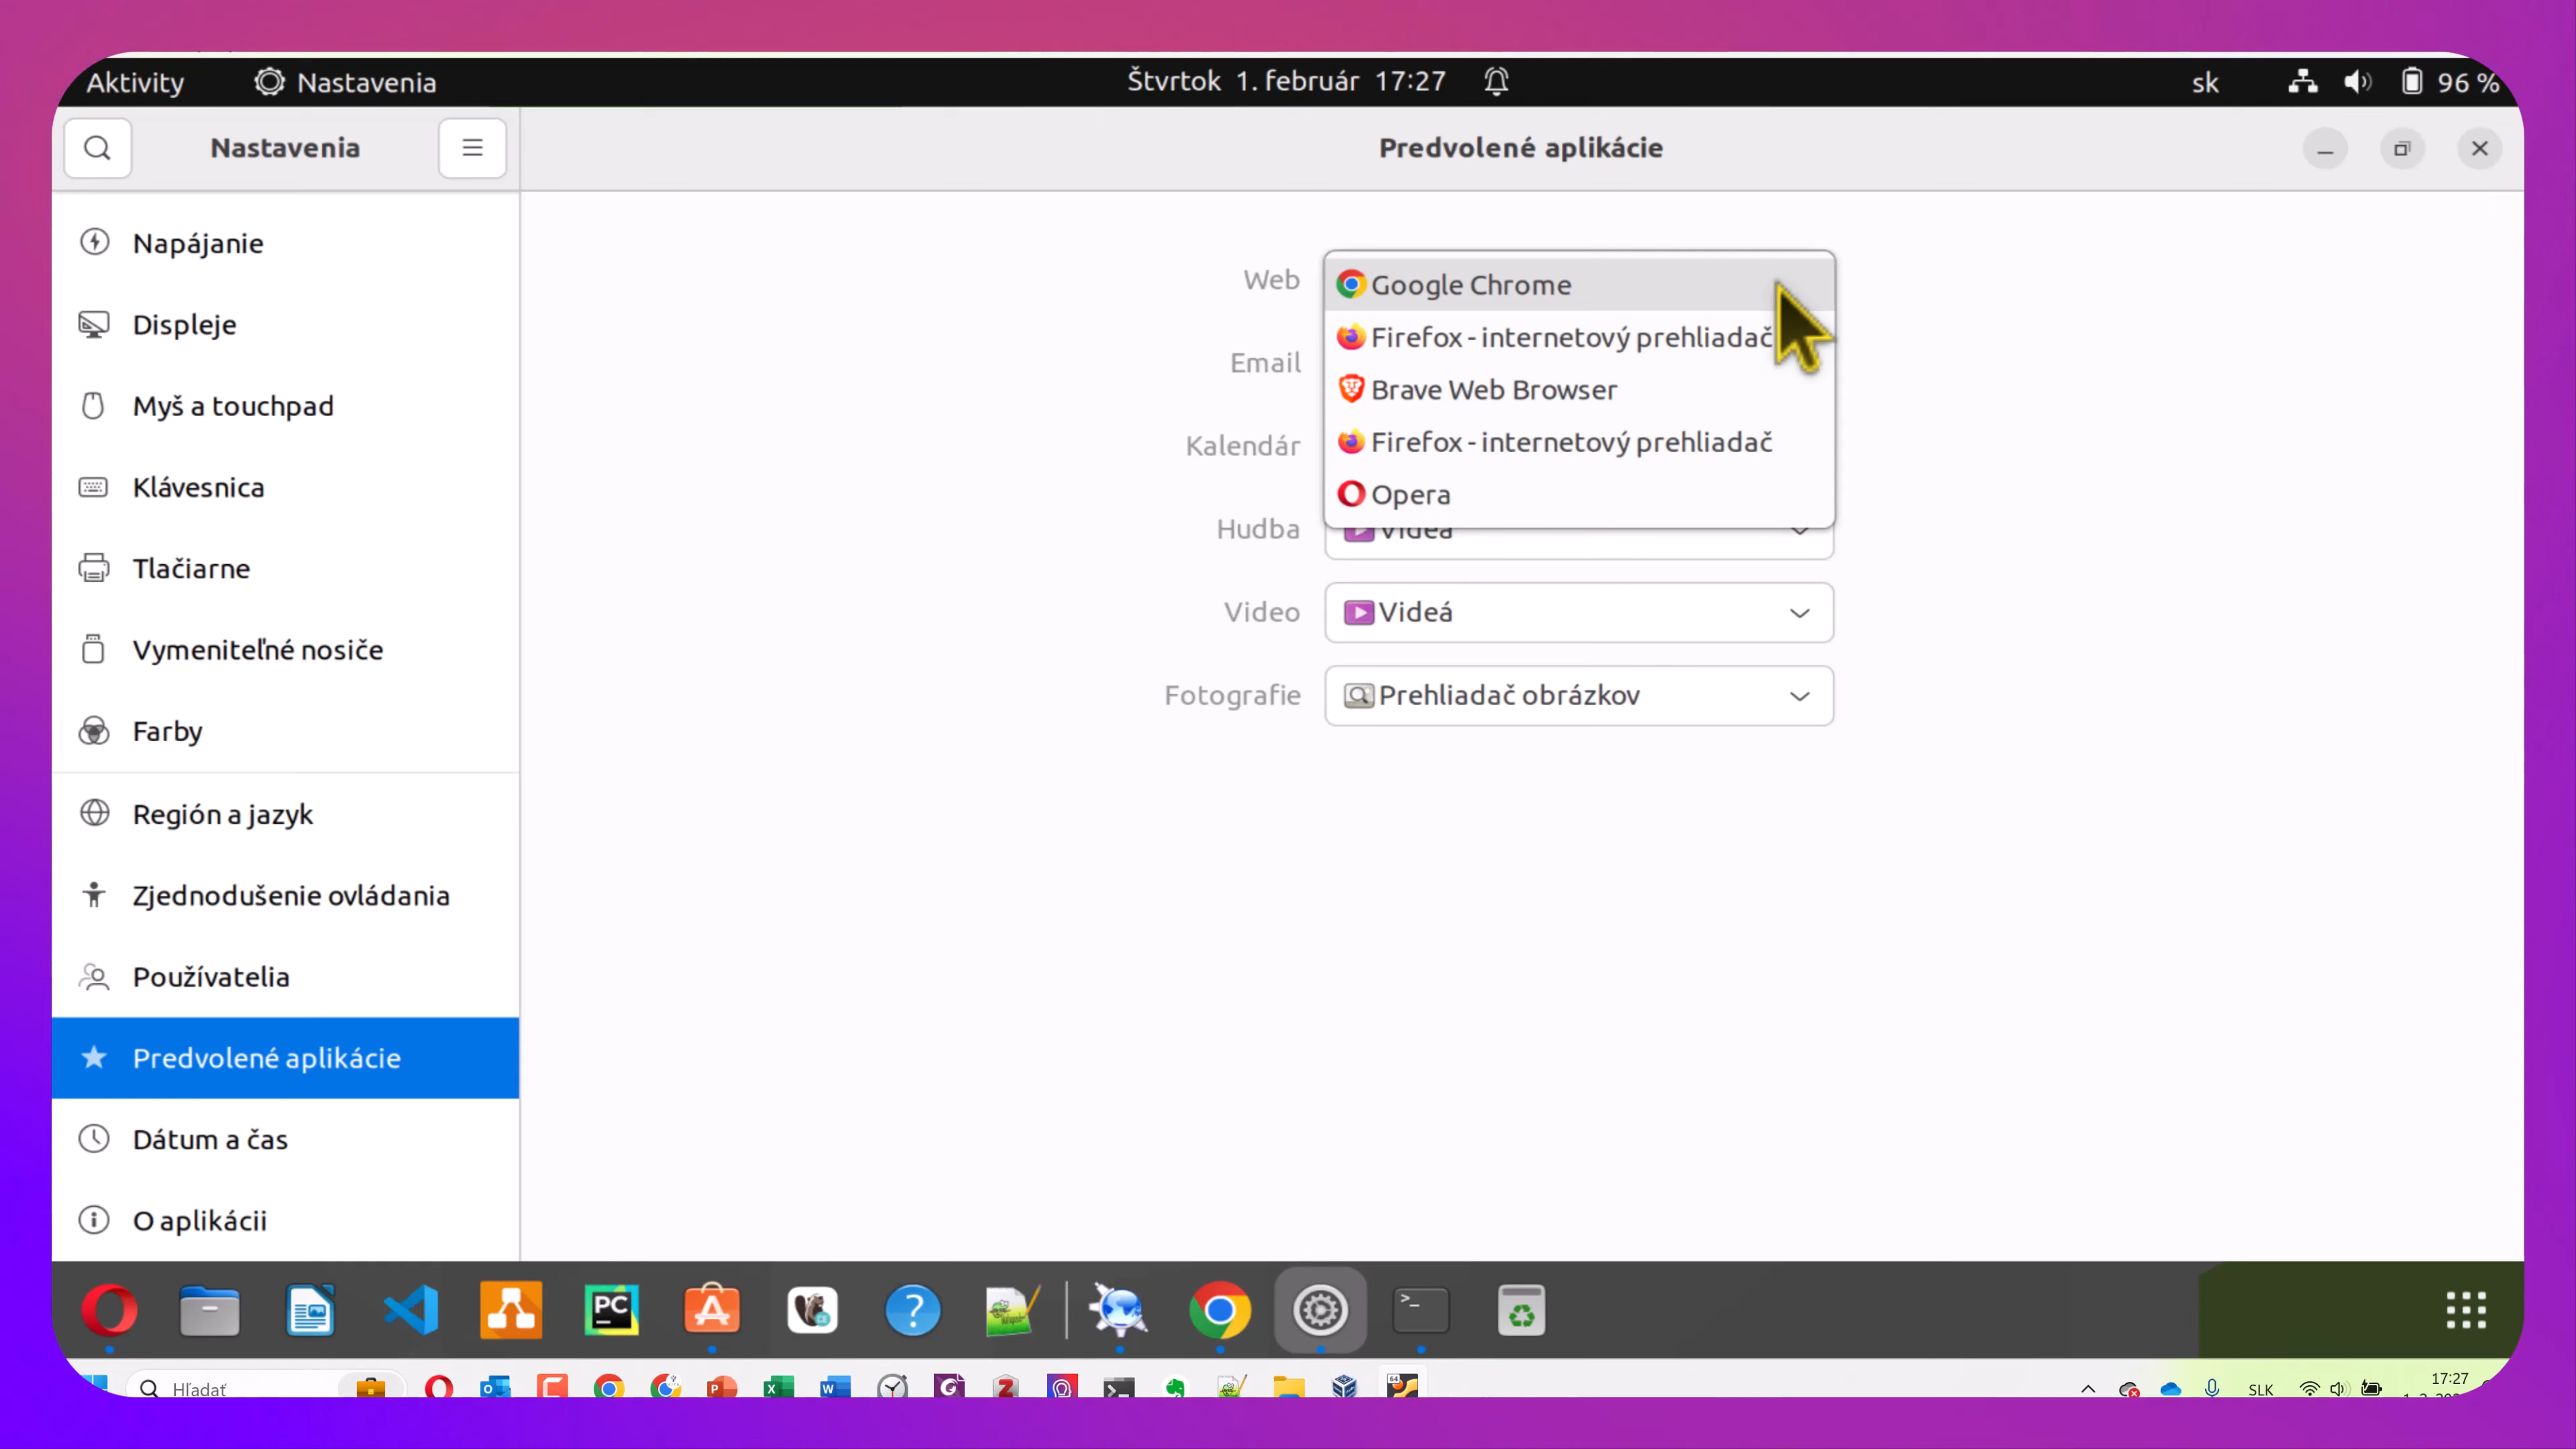 Aktivity
Nastavenia
Štvrtok 1. február 17:27
sk
96 %
Nastavenia
Predvolené aplikácie
Napájanie
Displeje
Myš a touchpad
Klávesnica
Tlačiarne
Vymeniteľné nosiče
Farby
Región a jazyk
Zjednodušenie ovládania
Používatelia
Predvolené aplikácie
Dátum a čas
O aplikácii
Web
Google Chrome
Firefox - internetový prehliadač
Email
Brave Web Browser
Kalendár
Firefox - internetový prehliadač
Opera
Hudba
Videá
Video
Videá
Fotografie
Prehliadač obrázkov
PC
>_
Hľadať
SLK
17:27